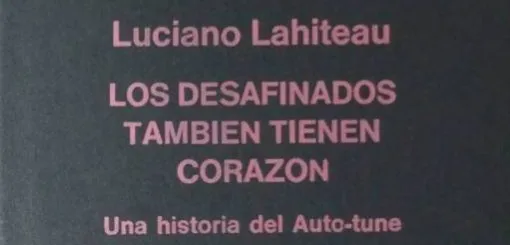 Luciano Lahiteau
LOS DESAFINADOS
TAMBIEN TIENEN
CORAZON
Una historia del Auto-tune